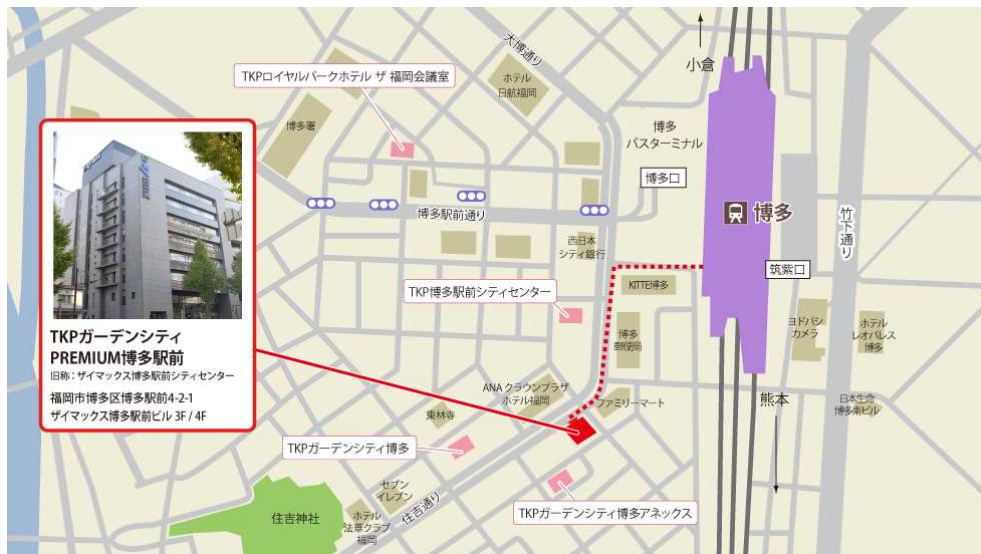 小倉
大博通り
TKPロイヤルパークホテル ザ 福岡会議室
ホテル
日航福岡
博多署
博多
バスターミナル
博多口
博多駅前通り
博多
竹下通り
西日本
シティ銀行
筑紫口
KITTE博多
TKP博多駅前シティセンター
ヨドバシ
カメラ
ホテル
レオパレス
博多
博多
郵便局
TKPガーデンシティ
PREMIUM博多駅前
旧称：ザイマックス博多駅前シティセンター
福岡市博多区博多駅前4-2-1
ザイマックス博多駅前ビル 3F / 4F
ANA クラウンプラザ
ホテル福岡
ファミリーマート
熊本
日本生命
博多南ビル
東林寺
TKPガーデンシティ博多
セブン
イレブン
住吉通り
TKPガーデンシティ博多アネックス
住吉神社
ホテル
法華クラブ
福岡